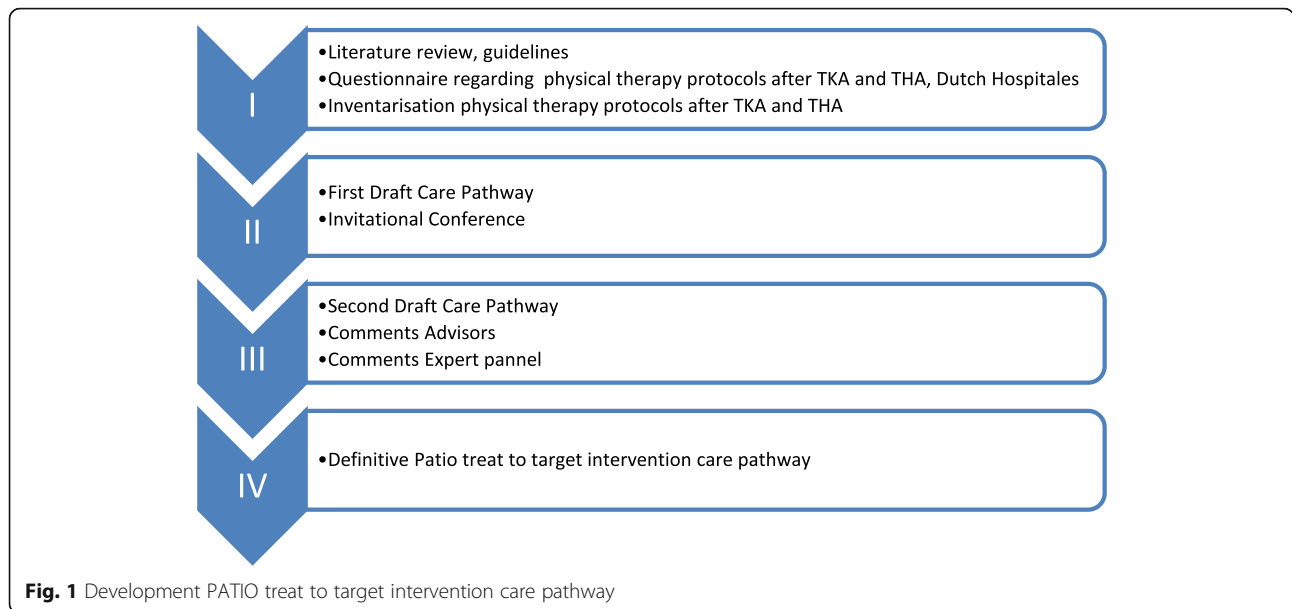 I
•Literature review, guidelines
•Questionnaire regarding  physical therapy protocols after TKA and THA, Dutch Hospitales
•Inventarisation physical therapy protocols after TKA and THA
II
•First Draft Care Pathway
•Invitational Conference
III
•Second Draft Care Pathway
•Comments Advisors
•Comments Expert pannel
IV
•Definitive Patio treat to target intervention care pathway
Fig. 1 Development PATIO treat to target intervention care pathway